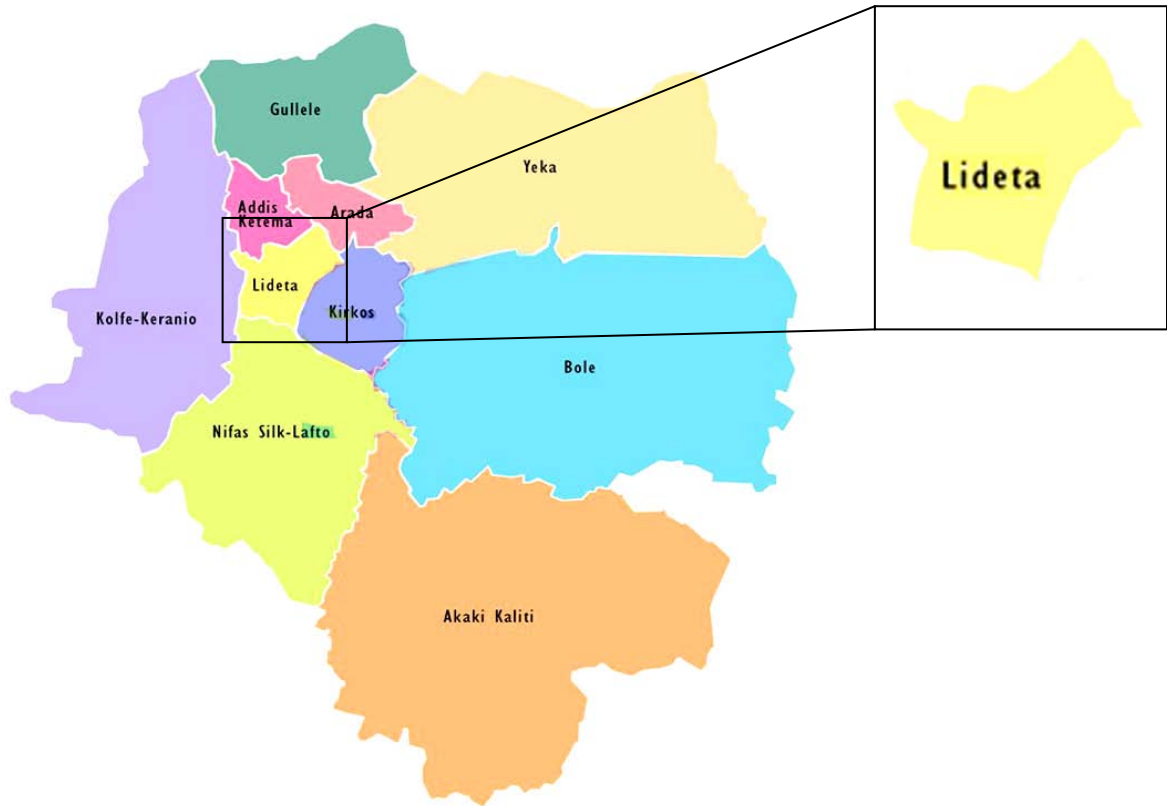 Gullele
Yeka
Addis
Ketema
Arada
Lideta
Lideta
Kirkos
Kolfe-Keranio
Bole
Nifas Silk-Lafto
Akaki Kaliti